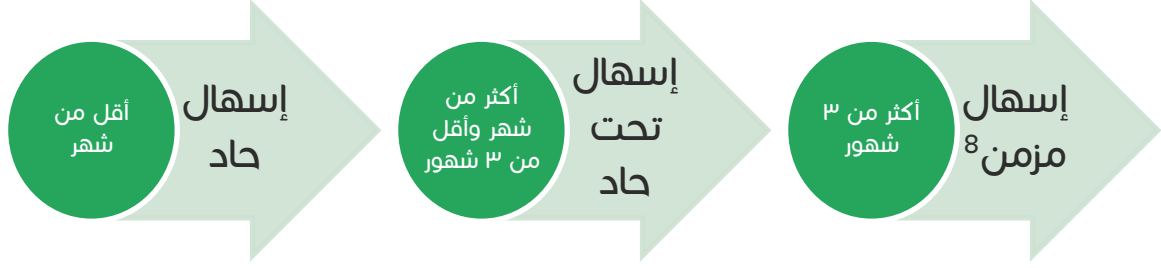 أقل من
شهر
إسهال
حاد
أكثر من
شهر وأقل
من ٣ شهور
إسهال
تحت
حاد
أكثر من ٣
شهور
إسهال
مزمن8